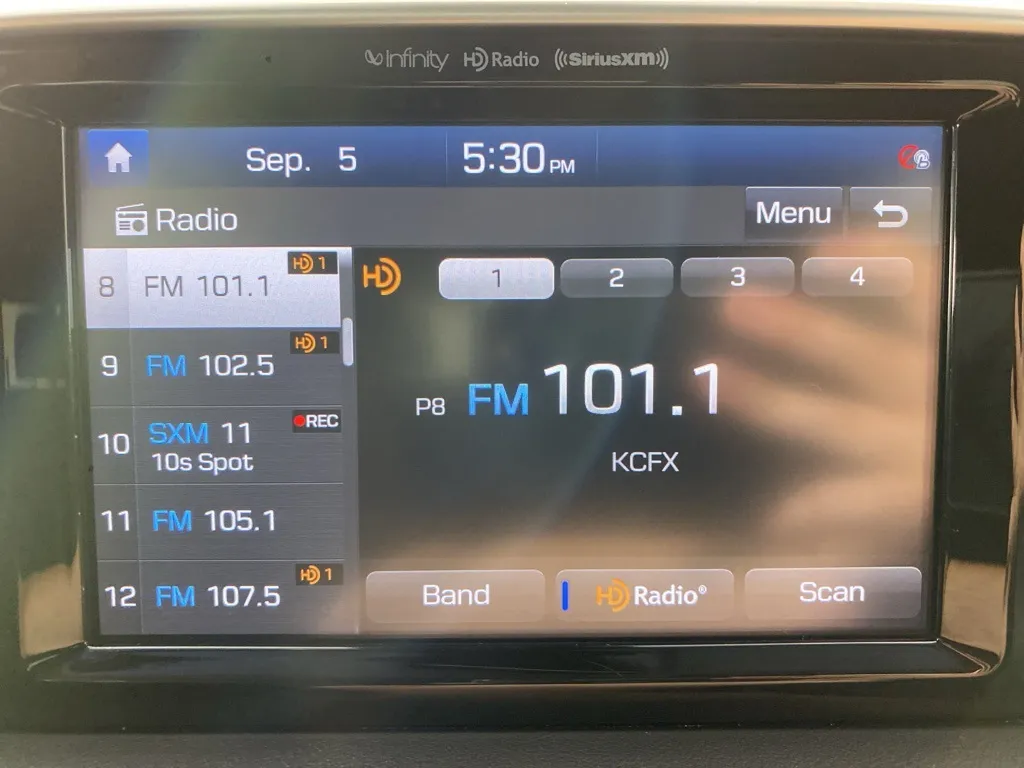 Infinity HD Radio ((SiriusXM))
Sep. 5 5:30 PM
Radio Menu
8 FM 101.1 HD 1
9 FM 102.5 HD 1
10 SXM 11 REC
10s Spot
11 FM 105.1
12 FM 107.5 HD 1
HD 1 2 3 4
P8 FM 101.1
KCFX
Band HD Radio® Scan